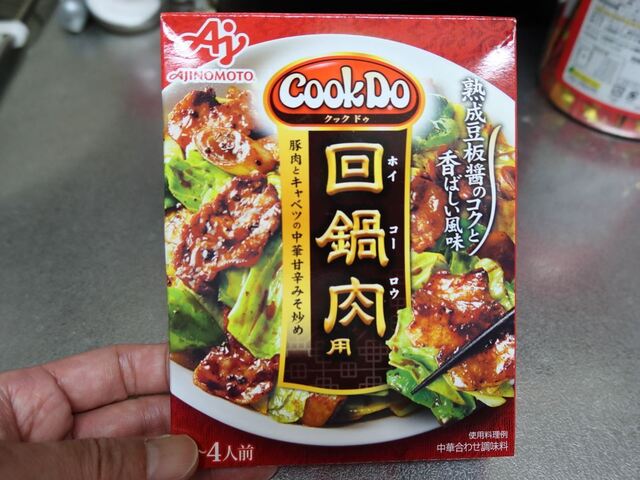 Aj
AJINOMOTO
CookDo
クック ドゥ
熟成豆板醤のコクと
香ばしい風味
回鍋肉用
ホイコーロウ
豚肉とキャベツの中華甘辛みそ炒め
~4人前
使用料理例
中華合わせ調味料